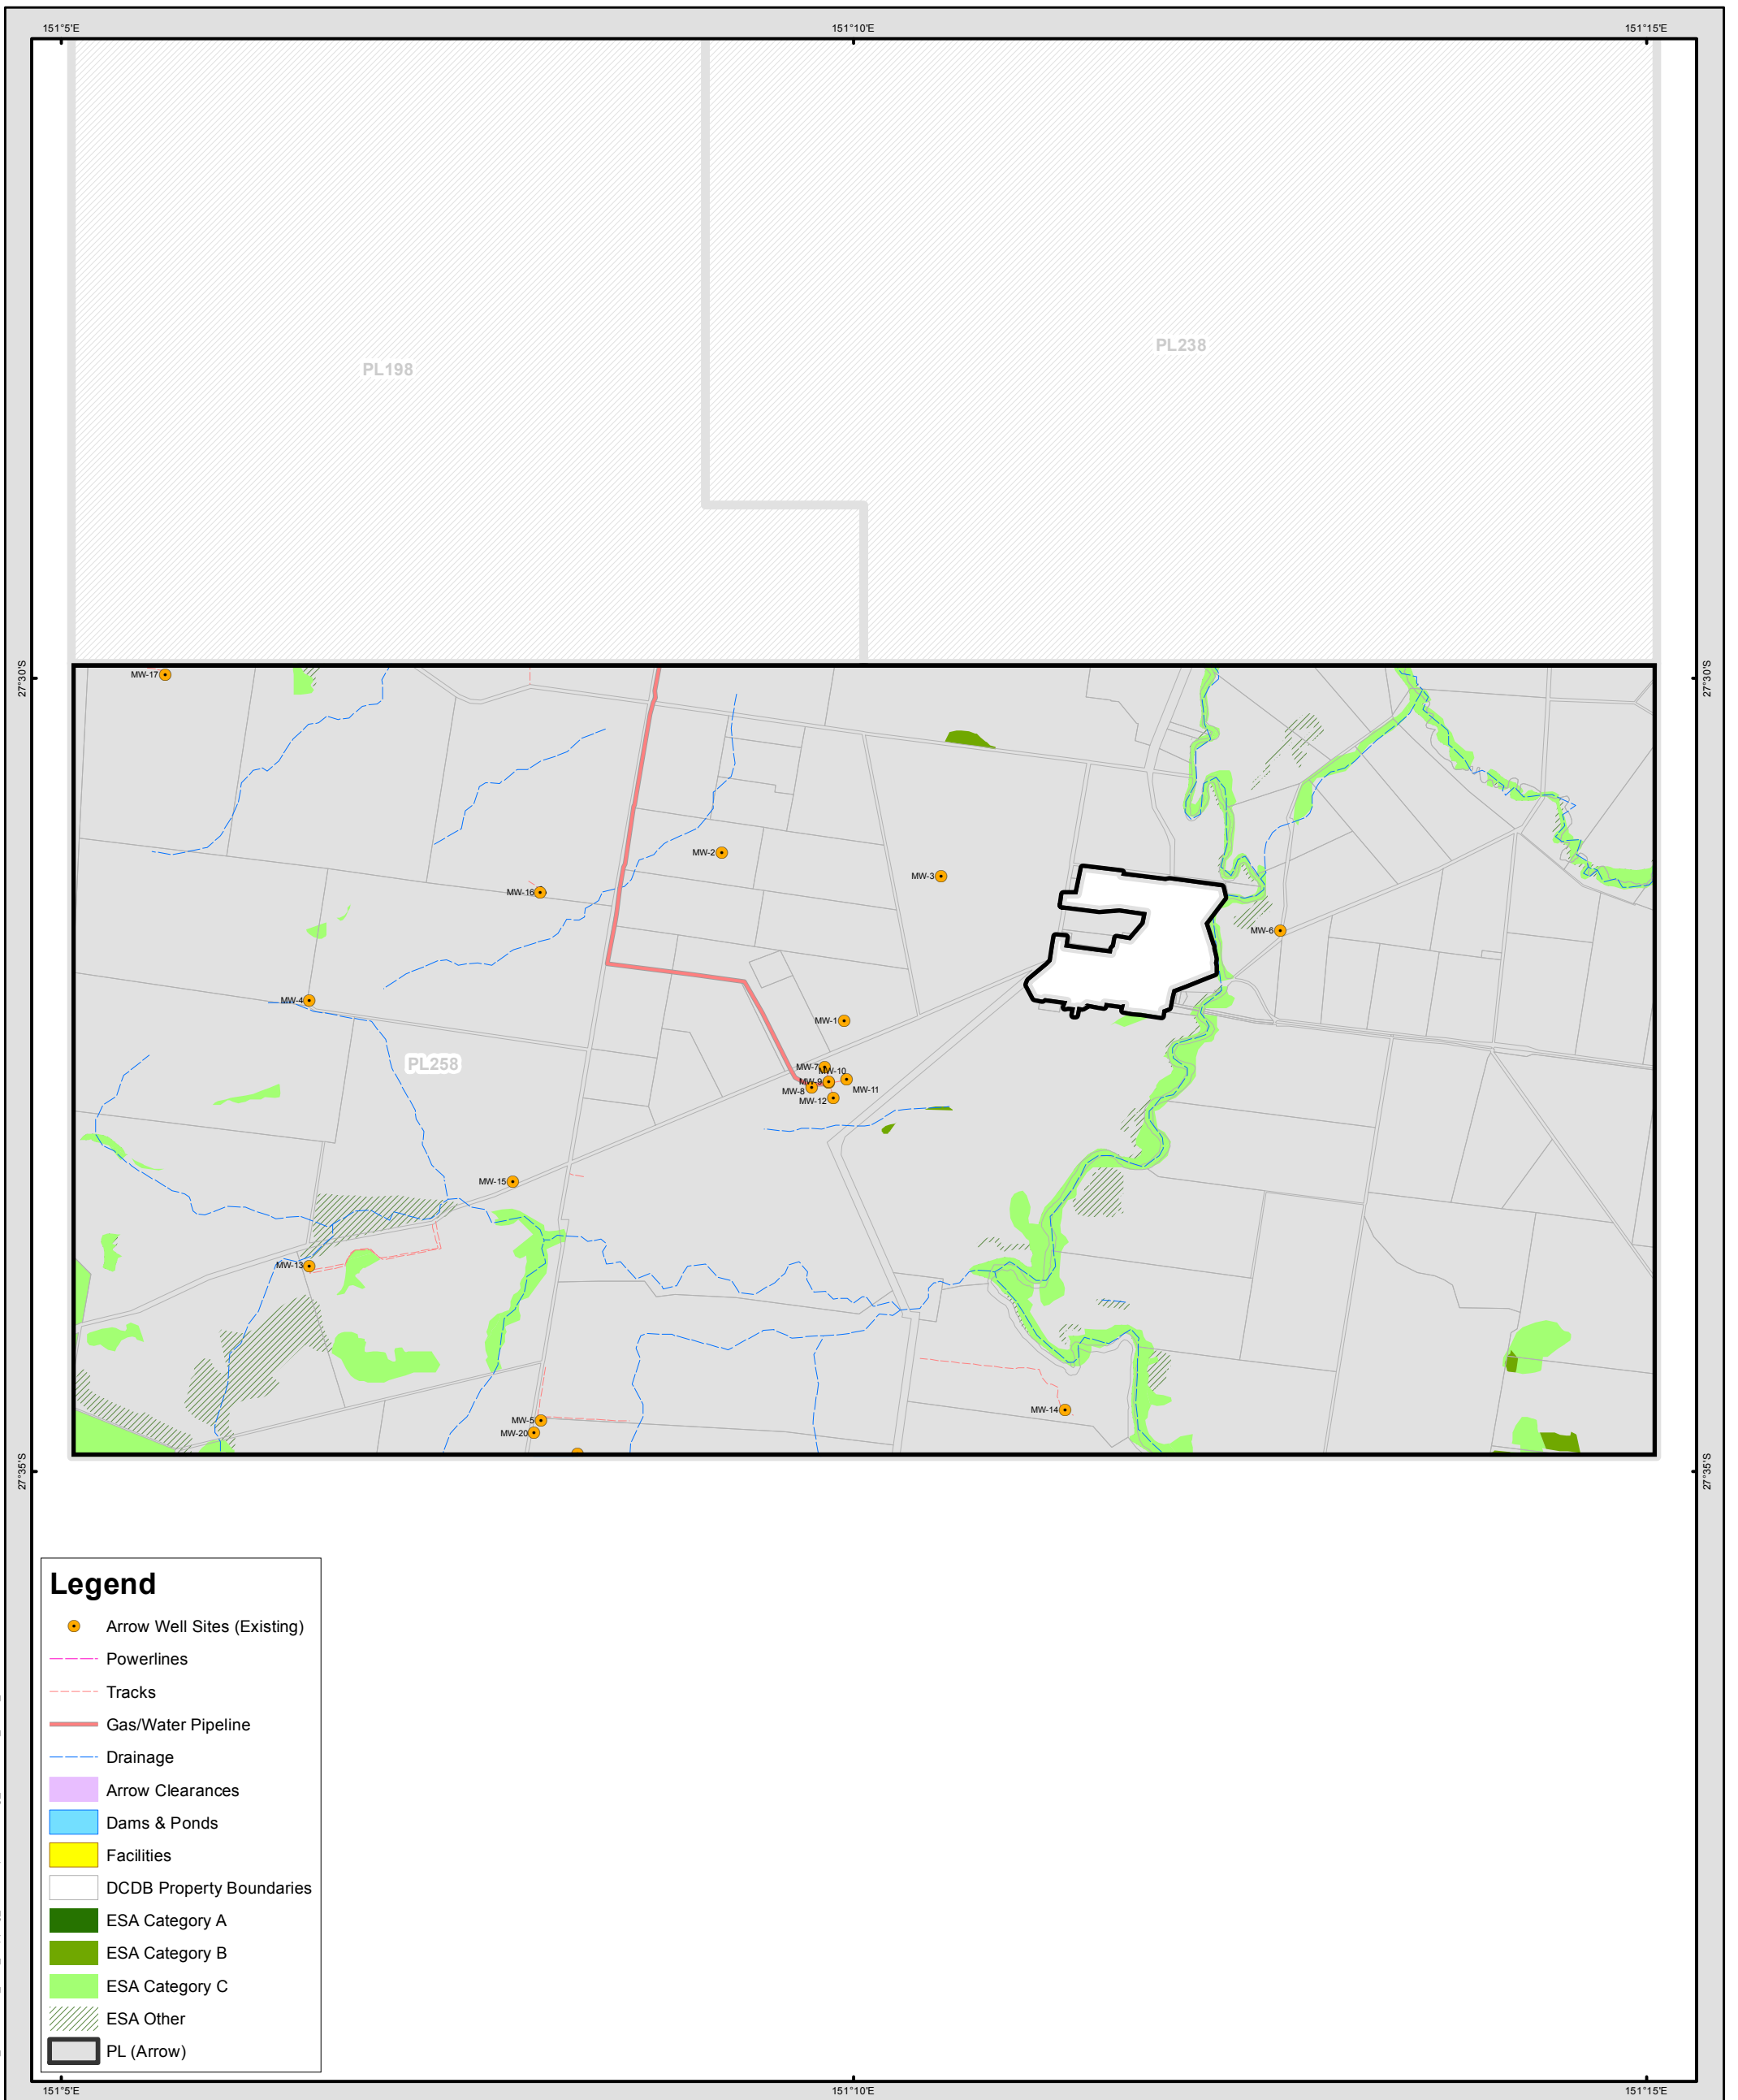 151°5'E
151°10'E
151°15'E
PL238
PL198
27°30'S
27°30'S
MW-17
MW-2
MW-3
MW-16
MW-6
MW-4
MW-1
PL258
MW-7
MW-10
MW-9
MW-8
MW-11
MW-12
MW-15
MW-13
MW-14
MW-5
MW-20
27°35'S
27°35'S
Legend
Arrow Well Sites (Existing)
Powerlines
Tracks
Gas/Water Pipeline
Drainage
Arrow Clearances
Dams & Ponds
Facilities
DCDB Property Boundaries
ESA Category A
ESA Category B
ESA Category C
ESA Other
PL (Arrow)
151°5'E
151°10'E
151°15'E